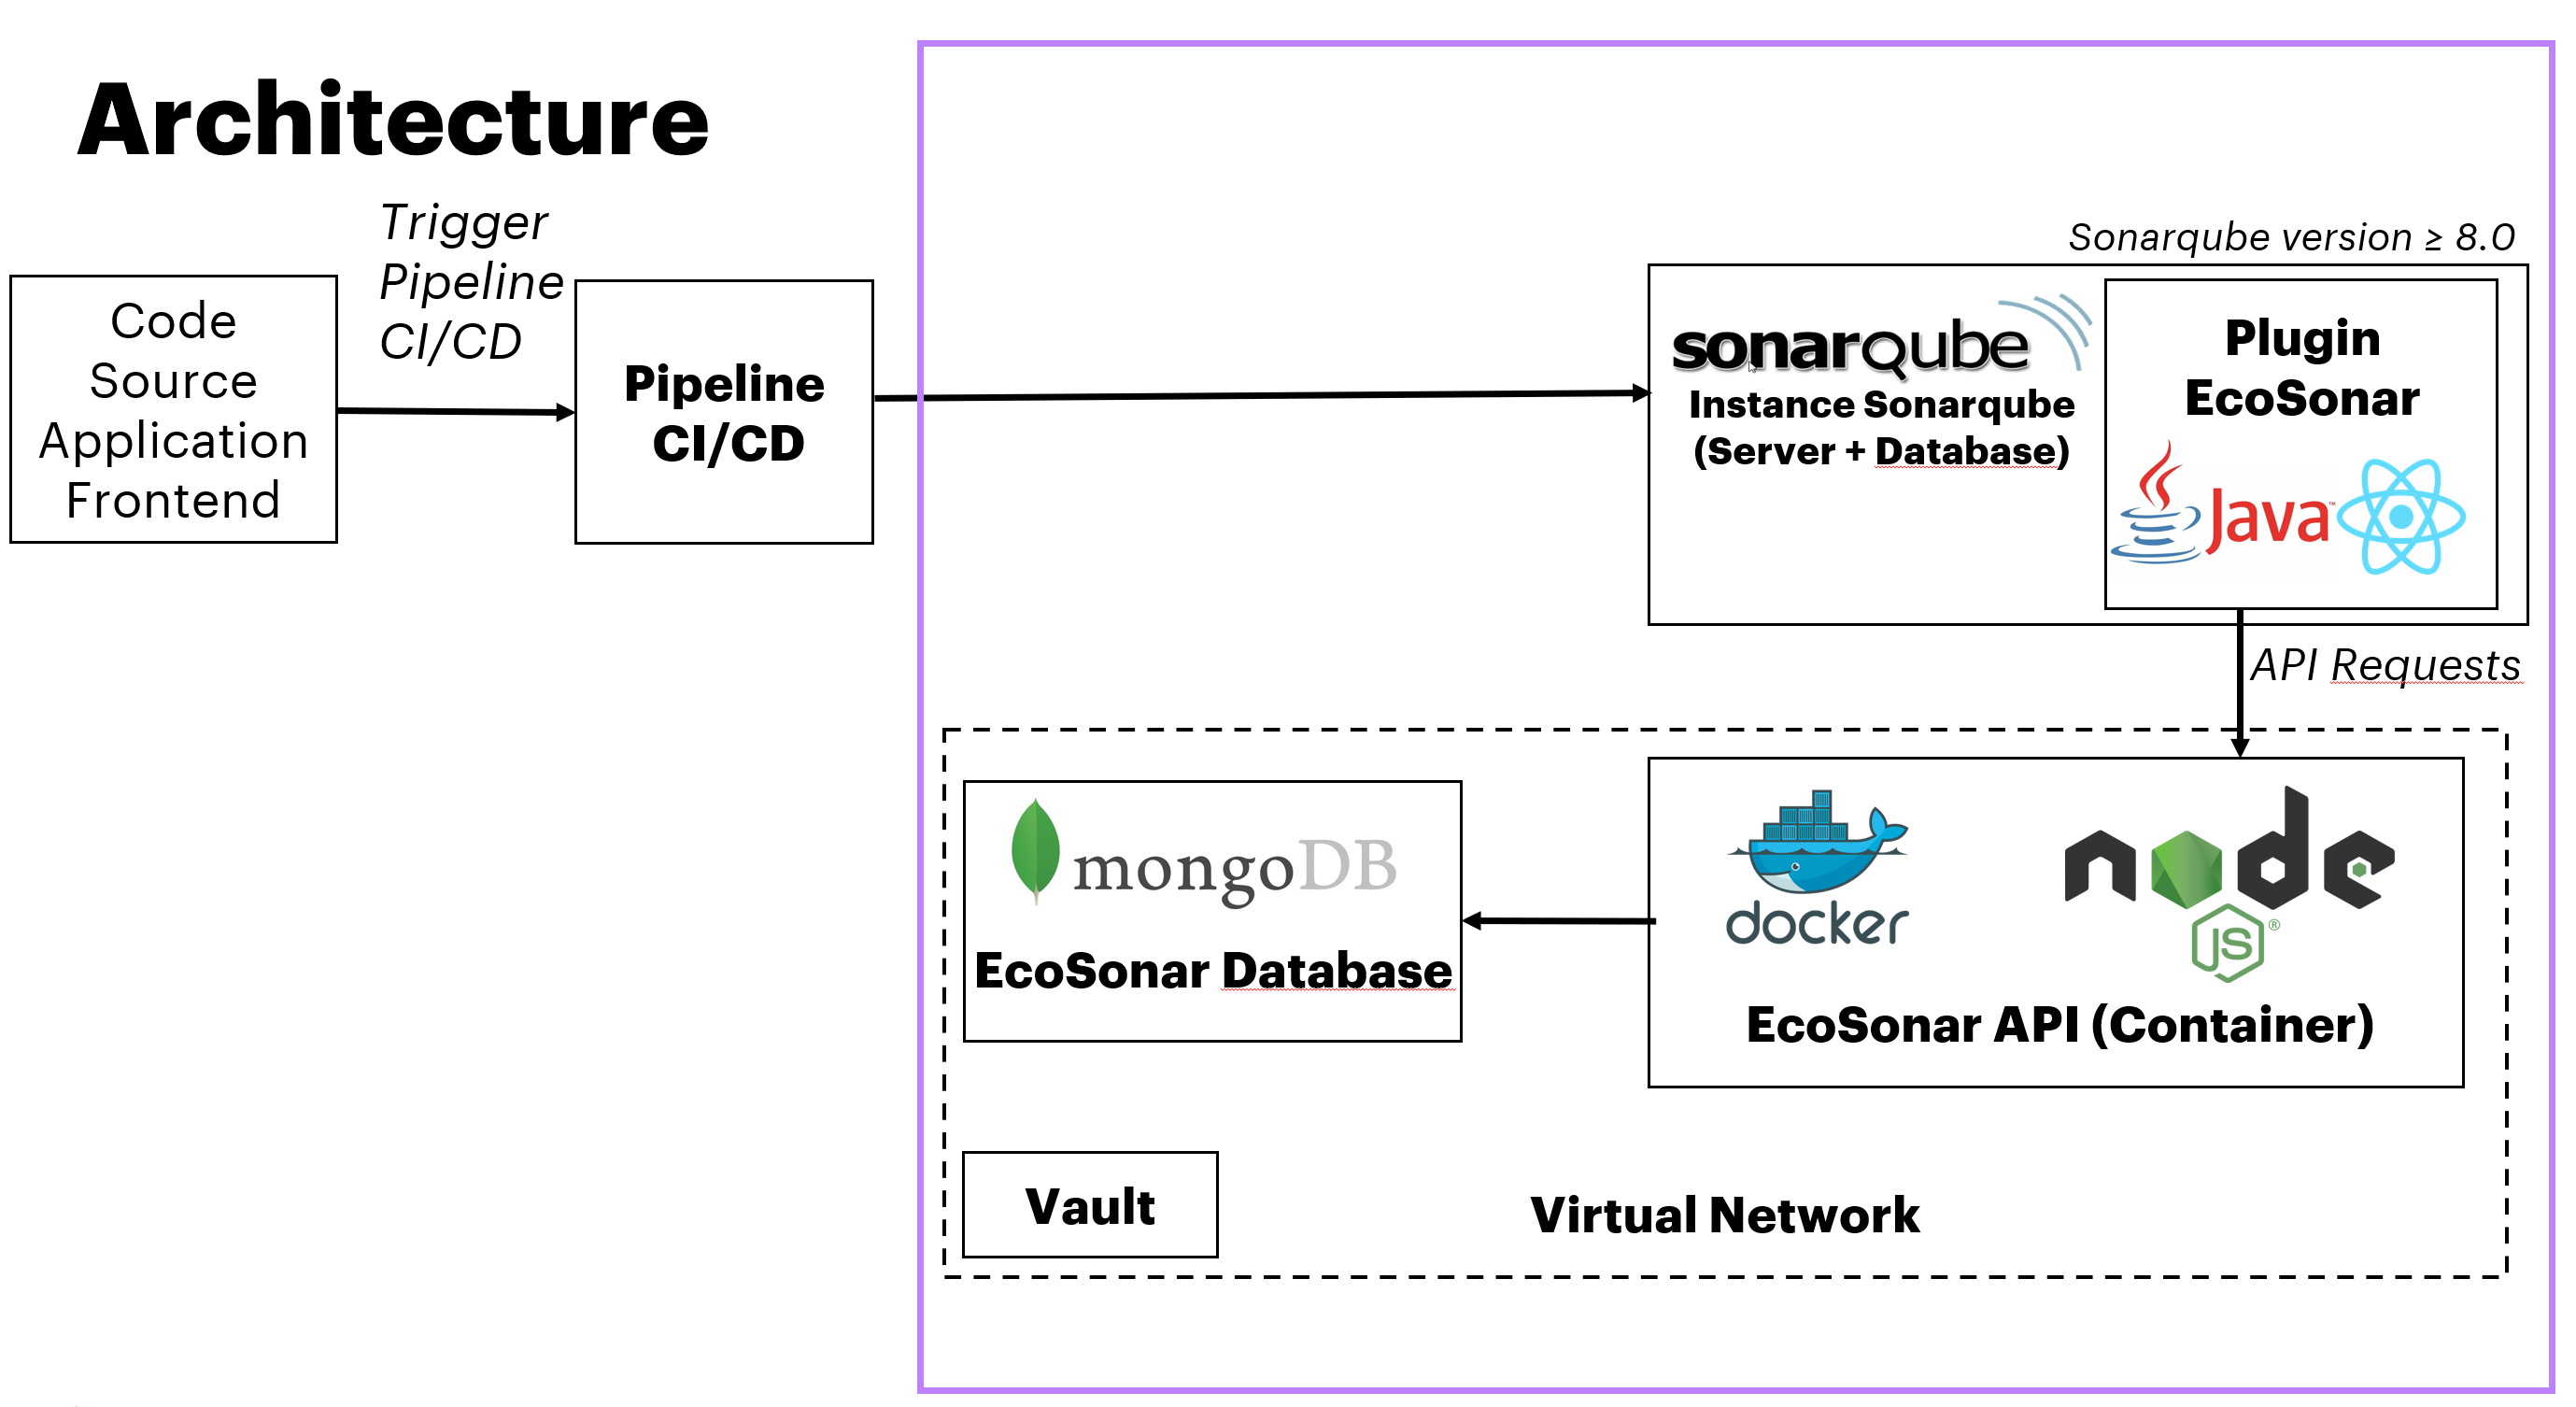 Architecture
Trigger
Pipeline
CI/CD
Code
Source
Application
Frontend
Pipeline
CI/CD
Sonarqube version ≥ 8.0
sonarqube
Instance Sonarqube
(Server + Database)
Plugin
EcoSonar
Java™
API Requests
mongoDB
EcoSonar Database
docker
node
JS®
EcoSonar API (Container)
Vault
Virtual Network